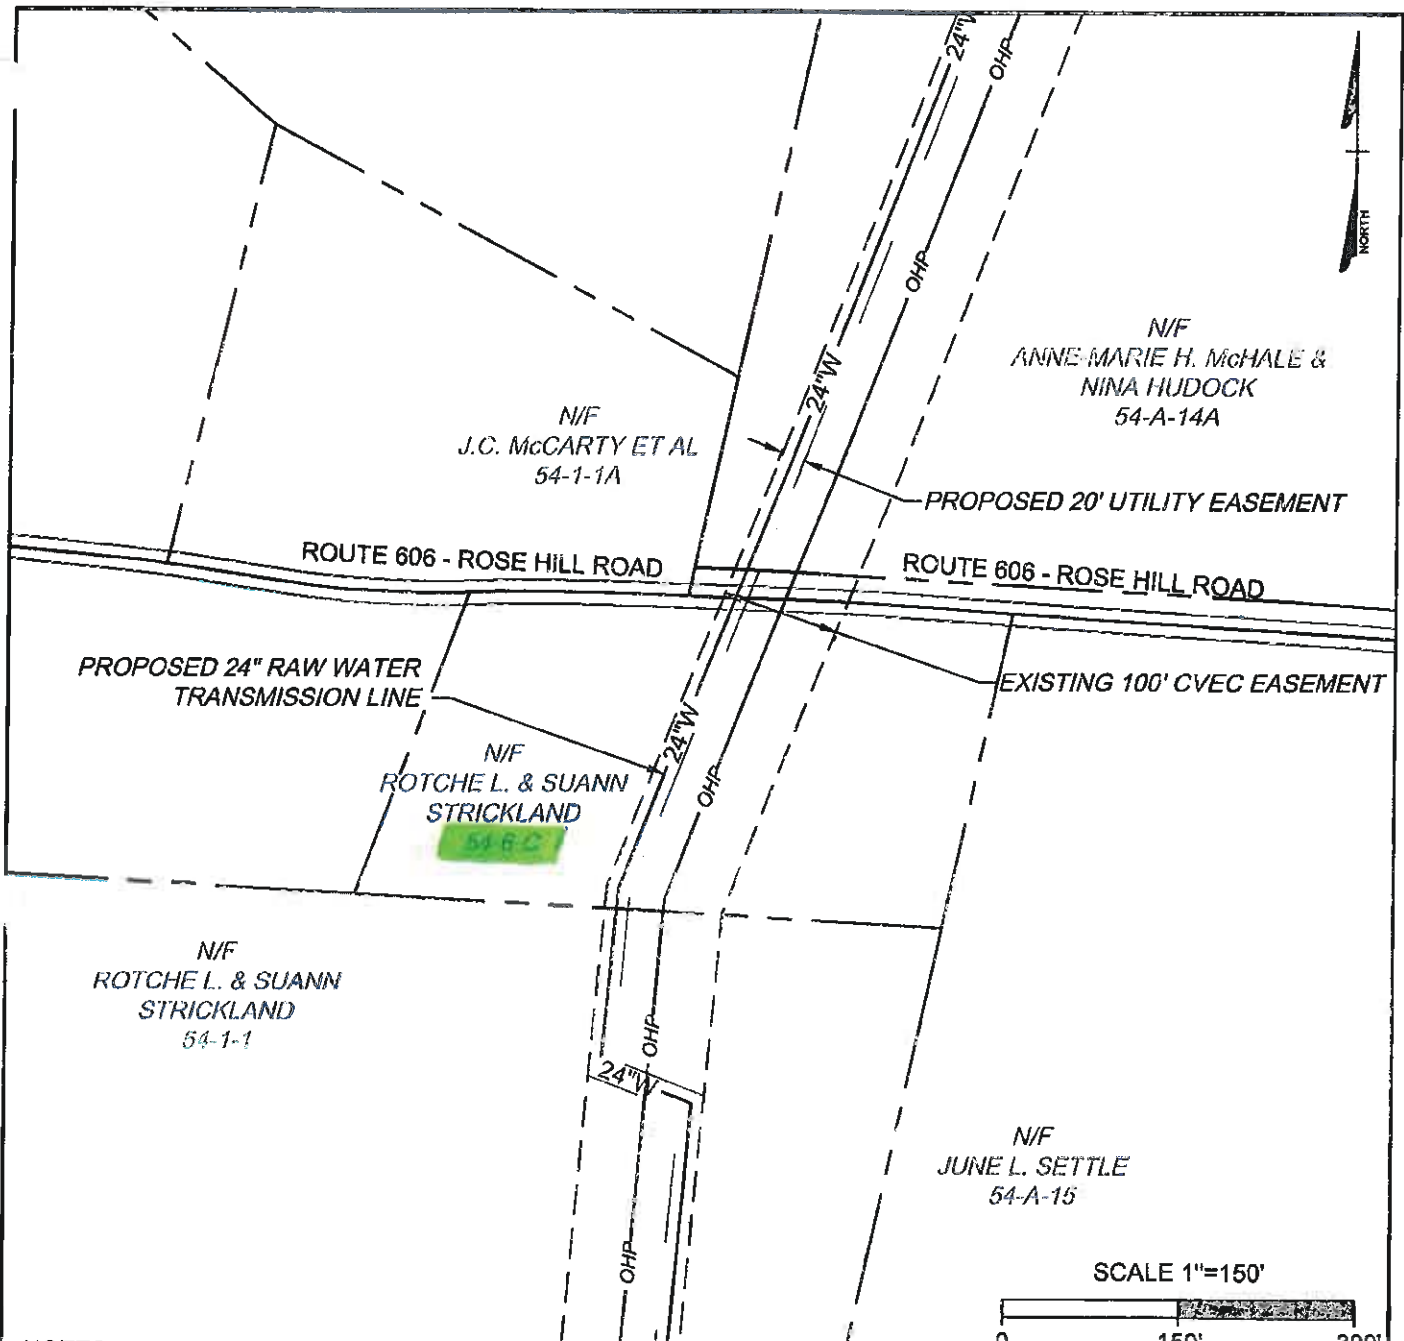 24"W
OHP
NORTH
OHP
N/F
ANNE-MARIE H. McHALE &
NINA HUDOCK
54-A-14A
24"W
N/F
J.C. McCARTY ET AL
54-1-1A
PROPOSED 20' UTILITY EASEMENT
ROUTE 606 - ROSE HILL ROAD
ROUTE 606 - ROSE HILL ROAD
PROPOSED 24" RAW WATER
TRANSMISSION LINE
EXISTING 100' CVEC EASEMENT
24"W
N/F
ROTCHE L. & SUANN
STRICKLAND
54-6-C
OHP
N/F
ROTCHE L. & SUANN
STRICKLAND
54-1-1
OHP
24"W
N/F
JUNE L. SETTLE
54-A-15
OHP
SCALE 1"=150'
0 150' 300'